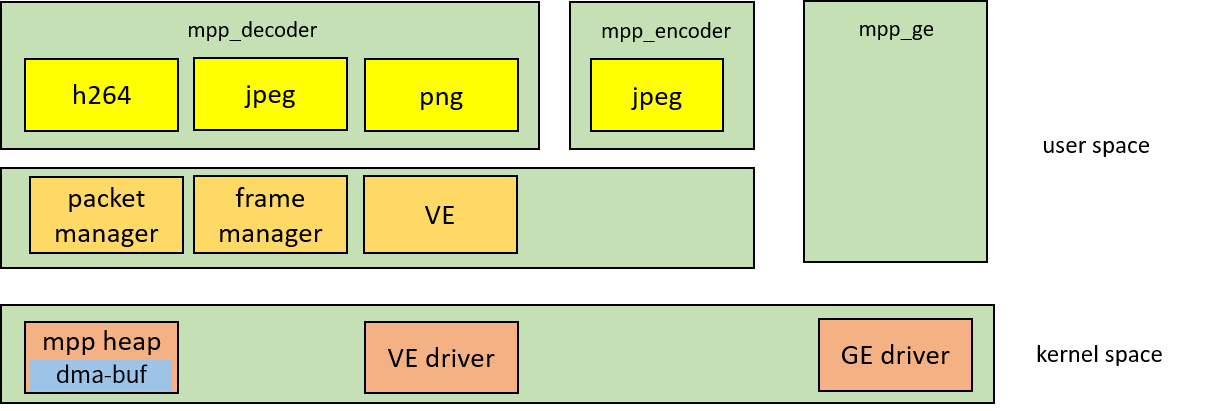 mpp_decoder
h264
jpeg
png
mpp_encoder
jpeg
mpp_ge
user space
packet
manager
frame
manager
VE
mpp heap
dma-buf
VE driver
GE driver
kernel space